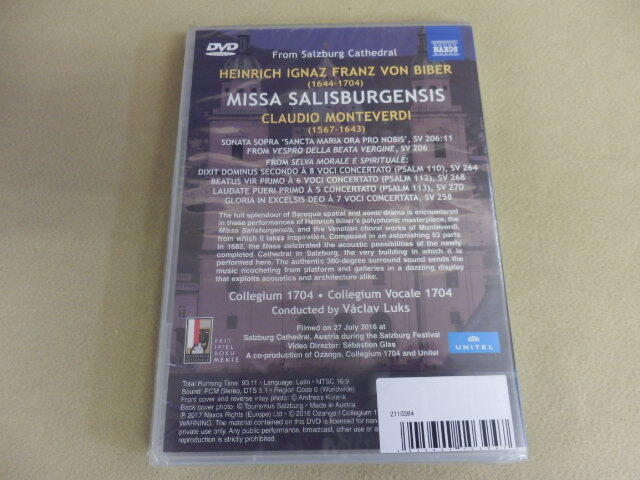 DVD
VIDEO
NAXOS
From Salzburg Cathedral
HEINRICH IGNAZ FRANZ VON BIBER
(1644-1704)
MISSA SALISBURGENSIS
CLAUDIO MONTEVERDI
(1567-1643)
SONATA SOPRA 'SANCTA MARIA ORA PRO NOBIS', SV 206:11
FROM VESPRO DELLA BEATA VERGINE, SV 206
FROM SELVA MORALE E SPIRITUALE:
DIXIT DOMINUS SECONDO À 8 VOCI CONCERTATO (PSALM 110), SV 264
BEATUS VIR PRIMO À 6 VOCI CONCERTATO (PSALM 112), SV 268
LAUDATE PUERI PRIMO À 5 CONCERTATO (PSALM 113), SV 270
GLORIA IN EXCELSIS DEO À 7 VOCI CONCERTATA, SV 258
The full splendour of Baroque spatial and sonic drama is encountered
in these performances of Heinrich Biber's polyphonic masterpiece, the
Missa Salisburgensis, and the Venetian choral works of Monteverdi,
from which it takes inspiration. Composed in an astonishing 53 parts
in 1682, the Mass celebrated the acoustic possibilities of the newly
completed Cathedral in Salzburg, the very building in which it is
performed here. The authentic 360-degree surround sound sends the
music ricocheting from platform and galleries in a dazzling display
that exploits acoustics and architecture alike.
Collegium 1704 • Collegium Vocale 1704
Conducted by Václav Luks
Filmed on 27 July 2016 at
Salzburg Cathedral, Austria during the Salzburg Festival
Video Director: Sébastien Glas
A co-production of Ozango, Collegium 1704 and Unitel
FEST
SPIEL
DOKU
MENTE
UNITEL
Total Running Time: 93:11 • Language: Latin • NTSC 16:9
Sound: PCM Stereo, DTS 5.1 • Region Code 0 (Worldwide)
Front cover and reverse inlay photo: © Andreas Kolarik
Back cover photo: © Tourismus Salzburg • Made in Austria
℗ 2017 Naxos Rights (Europe) Ltd • © 2016 Ozango / Collegium 1
WARNING: The material contained on this DVD is licensed for
private use only. Any public performance, broadcast, other use or
reproduction is strictly prohibited.
2110394